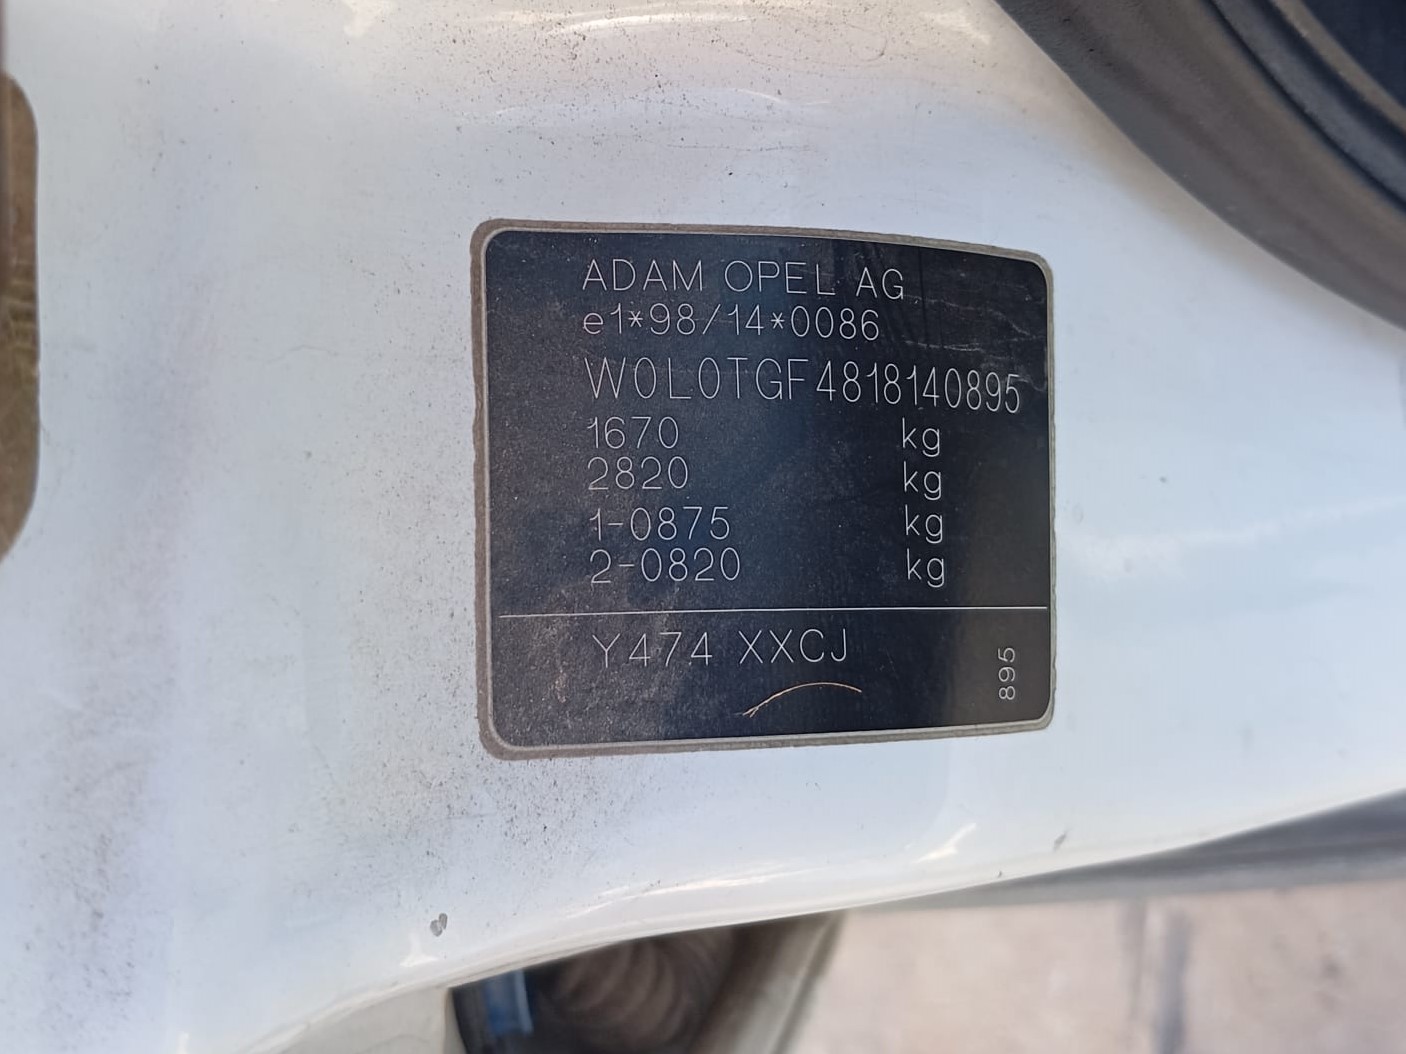 ADAM OPEL AG
e1*98/14*0086
W0L0TGF4818140895
1670 kg
2820 kg
1-0875 kg
2-0820 kg
Y474 XXCJ
895